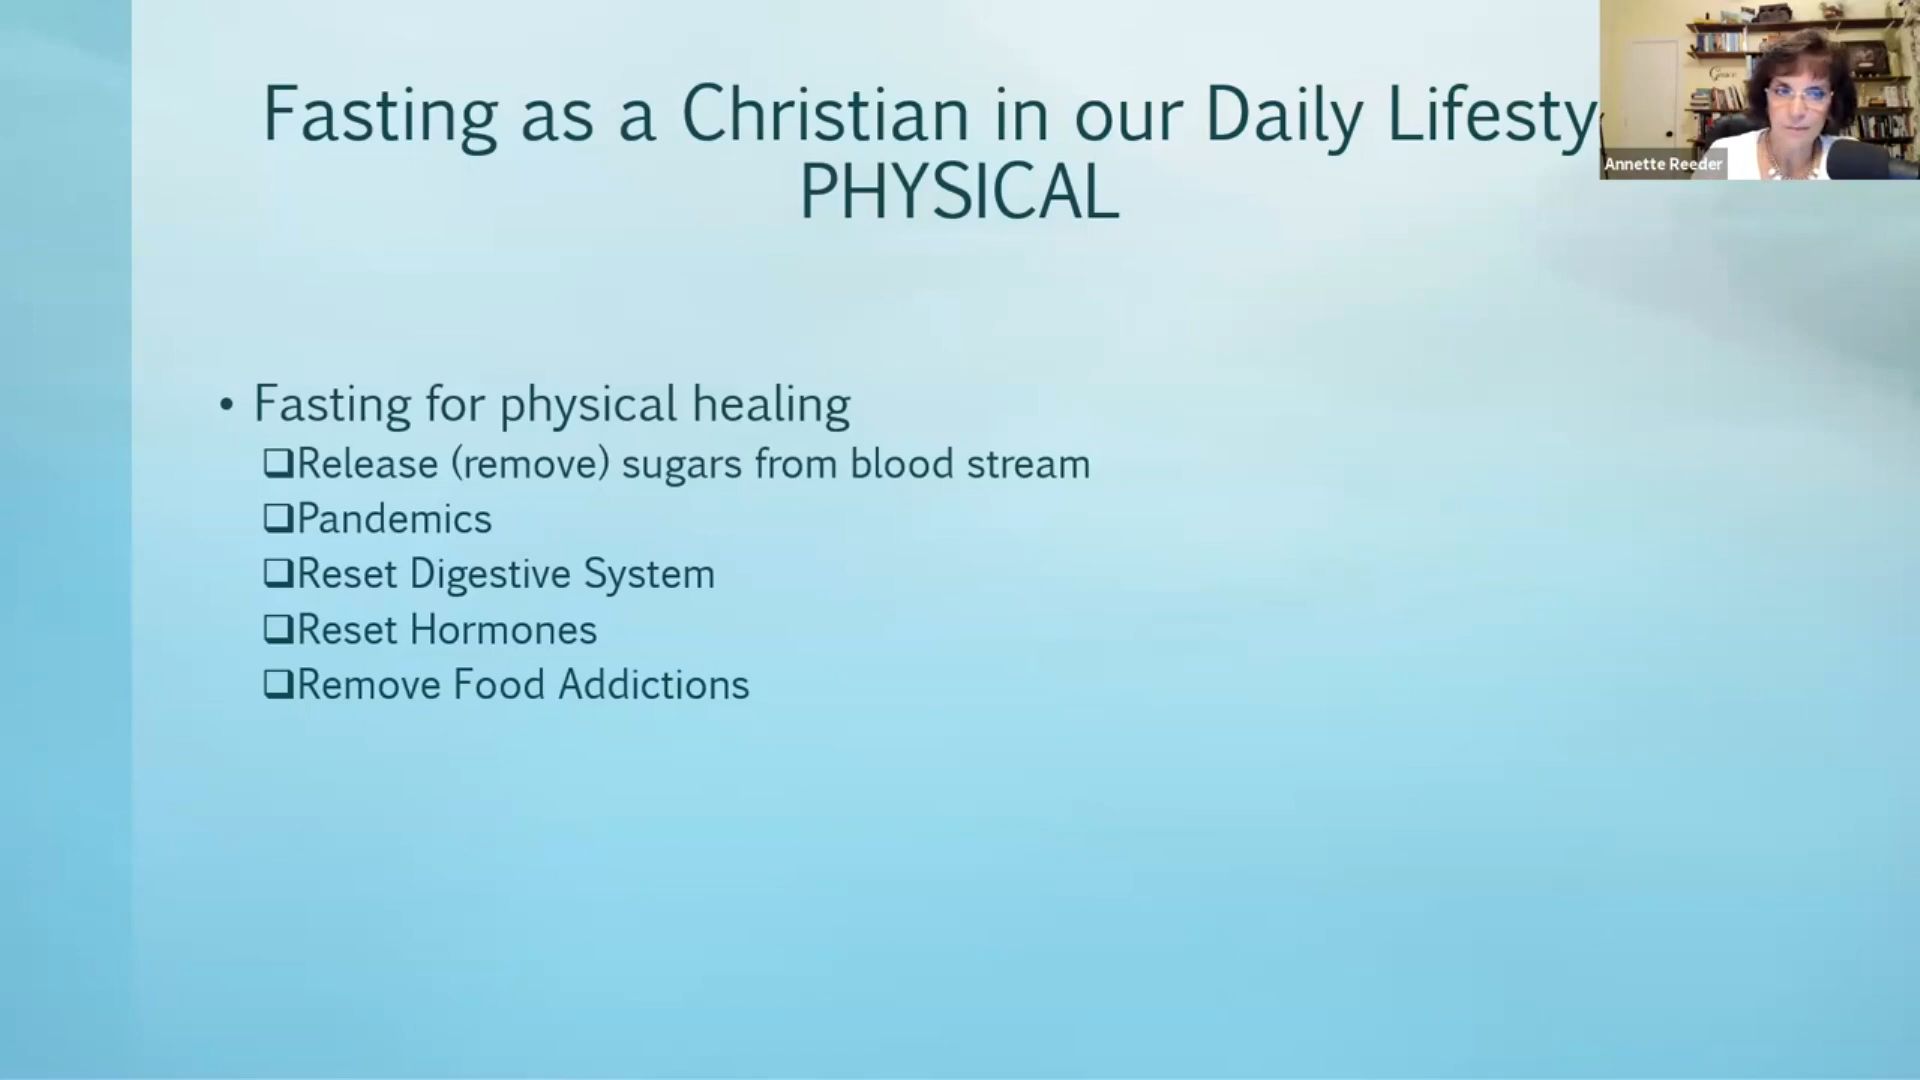 Fasting as a Christian in our Daily Lifesty
PHYSICAL
Grace
Annette Reeder
• Fasting for physical healing
❑Release (remove) sugars from blood stream
❑Pandemics
❑Reset Digestive System
❑Reset Hormones
❑Remove Food Addictions